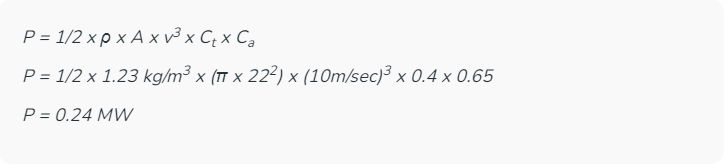 P = 1/2 x ρ x A x v³ x Cₜ x Cₐ
P = 1/2 x 1.23 kg/m³ x (π x 22²) x (10m/sec)³ x 0.4 x 0.65
P = 0.24 MW